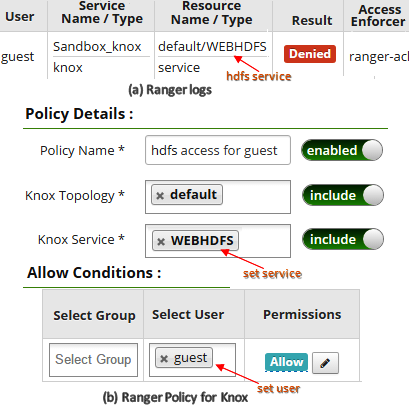 User Service Name / Type Resource Name / Type Result Access Enforcer
guest Sandbox_knox default/WEBHDFS Denied ranger-acl
knox service
hdfs service
(a) Ranger logs
Policy Details :
Policy Name * hdfs access for guest enabled
Knox Topology * × default include
Knox Service * × WEBHDFS include
set service
Allow Conditions :
Select Group Select User Permissions
Select Group × guest Allow
set user
(b) Ranger Policy for Knox